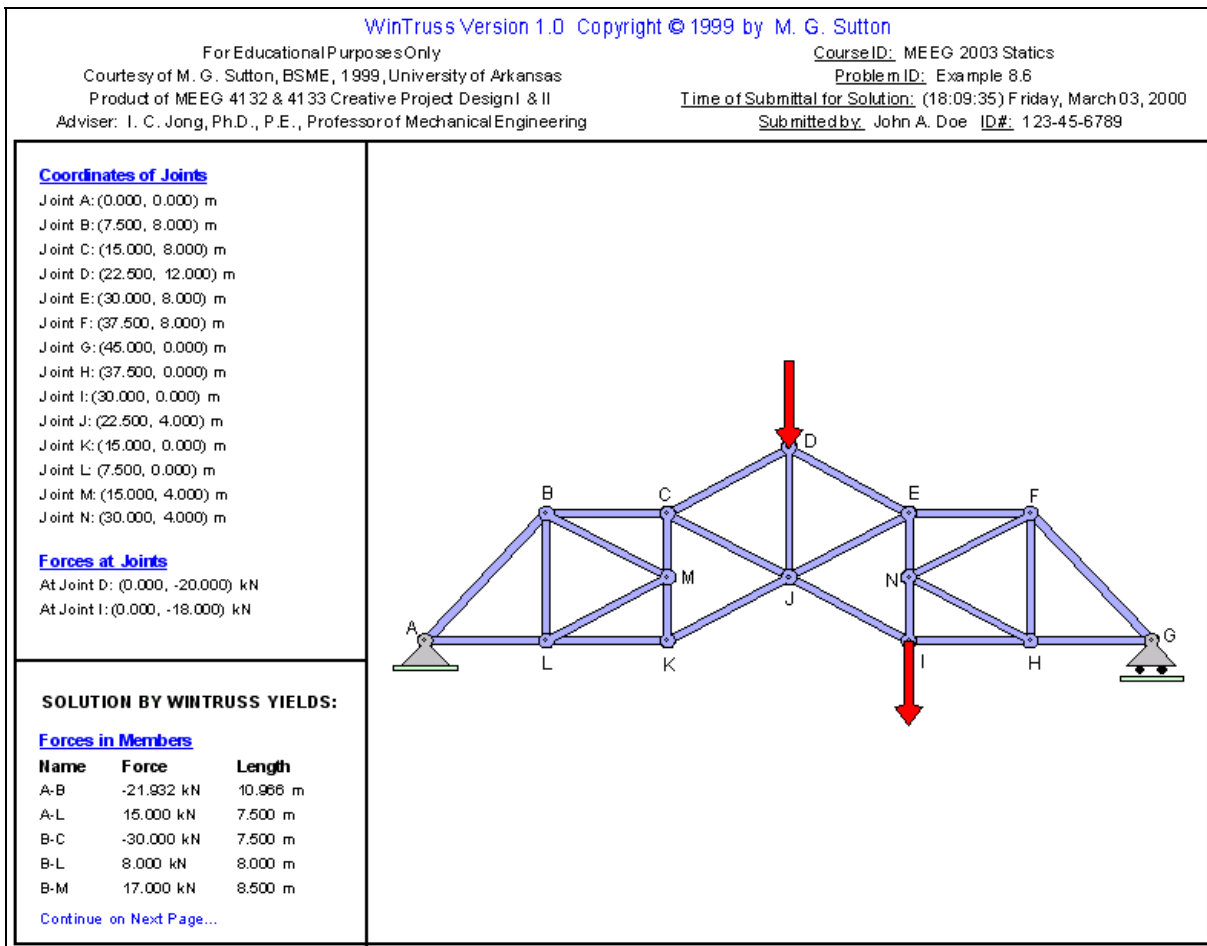 WinTruss Version 1.0 Copyright © 1999 by M. G. Sutton
For Educational Purposes Only
Courtesy of M. G. Sutton, BSME, 1999, University of Arkansas
Product of MEEG 4132 & 4133 Creative Project Design I & II
Adviser: I. C. Jong, Ph.D., P.E., Professor of Mechanical Engineering
Course ID: MEEG 2003 Statics
Problem ID: Example 8.6
Time of Submittal for Solution: (18:09:35) Friday, March 03, 2000
Submitted by: John A. Doe ID#: 123-45-6789
Coordinates of Joints
Joint A: (0.000, 0.000) m
Joint B: (7.500, 8.000) m
Joint C: (15.000, 8.000) m
Joint D: (22.500, 12.000) m
Joint E: (30.000, 8.000) m
Joint F: (37.500, 8.000) m
Joint G: (45.000, 0.000) m
Joint H: (37.500, 0.000) m
Joint I: (30.000, 0.000) m
Joint J: (22.500, 4.000) m
Joint K: (15.000, 0.000) m
Joint L: (7.500, 0.000) m
Joint M: (15.000, 4.000) m
Joint N: (30.000, 4.000) m
Forces at Joints
At Joint D: (0.000, -20.000) kN
At Joint I: (0.000, -18.000) kN
SOLUTION BY WINTRUSS YIELDS:
Forces in Members
Name Force Length
A-B -21.932 kN 10.966 m
A-L 15.000 kN 7.500 m
B-C -30.000 kN 7.500 m
B-L 8.000 kN 8.000 m
B-M 17.000 kN 8.500 m
Continue on Next Page...
D
B C E F
M J N
A G
L K I H